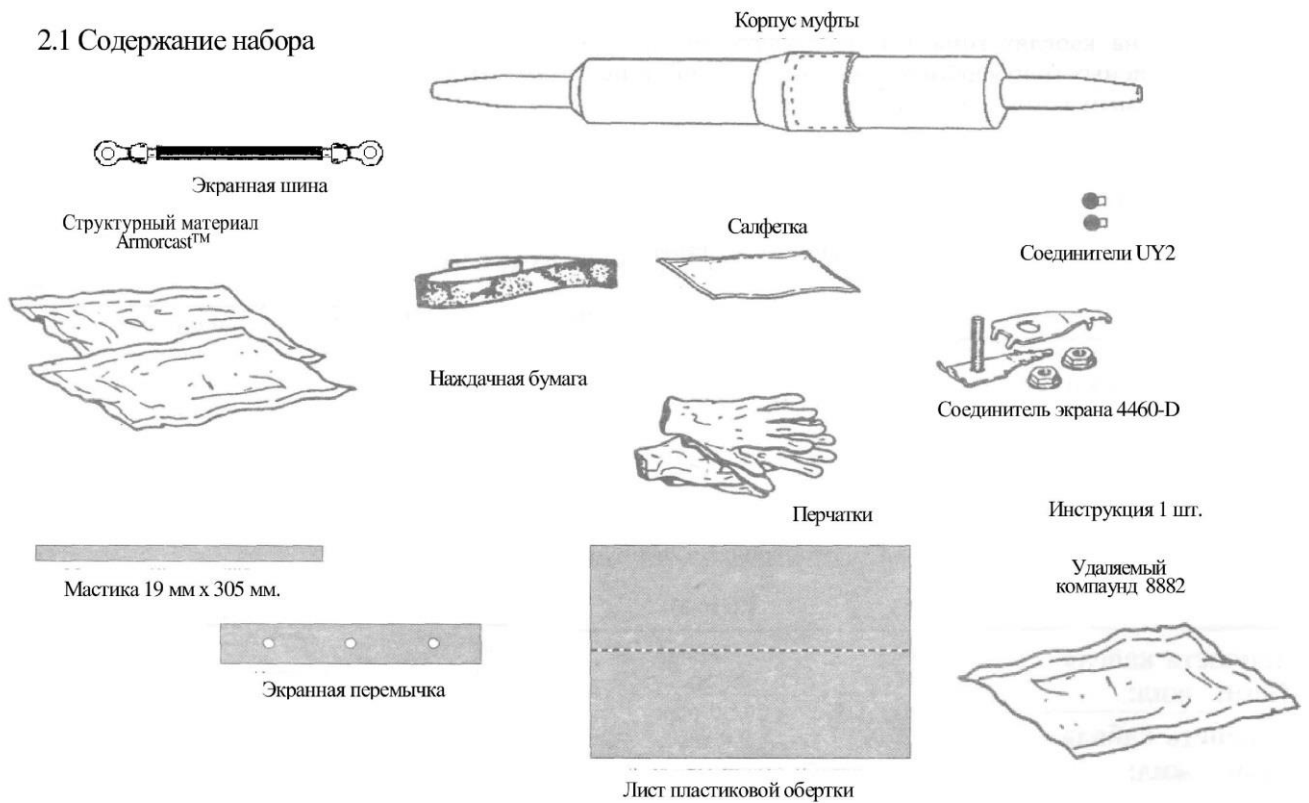 2.1 Содержание набора
Корпус муфты
Экранная шина
Структурный материал
Armorcast™
Салфетка
Соединители UY2
Наждачная бумага
Соединитель экрана 4460-D
Перчатки
Инструкция 1 шт.
Мастика 19 мм х 305 мм.
Удаляемый
компаунд 8882
Экранная перемычка
Лист пластиковой обертки